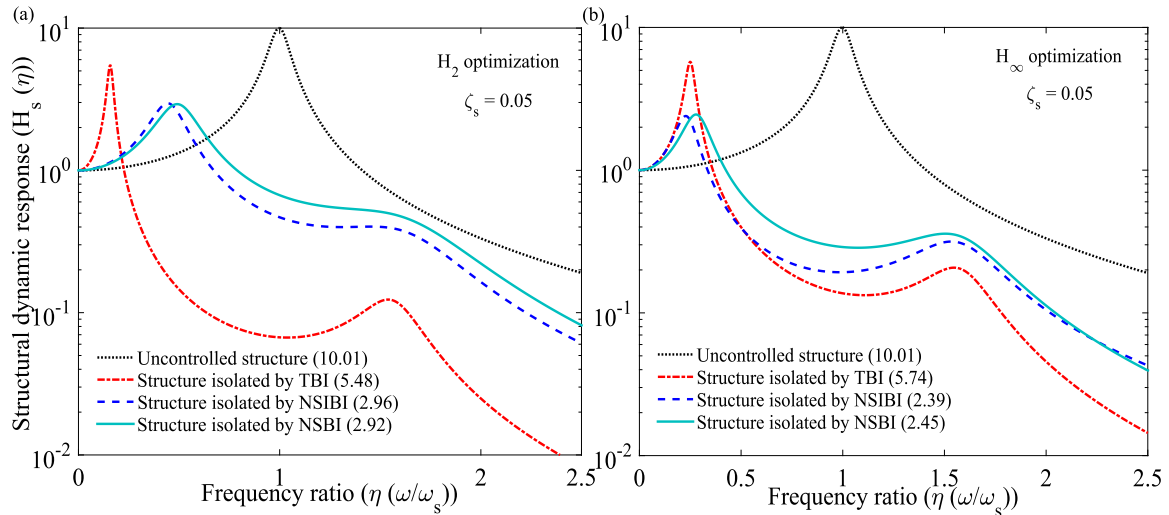 (a)
Structural dynamic response (H_s (η))
10^1
10^0
10^-1
10^-2
H_2 optimization
ζ_s = 0.05
Uncontrolled structure (10.01)
Structure isolated by TBI (5.48)
Structure isolated by NSIBI (2.96)
Structure isolated by NSBI (2.92)
0 1 2 2.5
Frequency ratio (η (ω/ω_s))
(b)
10^1
10^0
10^-1
10^-2
H_∞ optimization
ζ_s = 0.05
Uncontrolled structure (10.01)
Structure isolated by TBI (5.74)
Structure isolated by NSIBI (2.39)
Structure isolated by NSBI (2.45)
0 0.5 1 1.5 2 2.5
Frequency ratio (η (ω/ω_s))